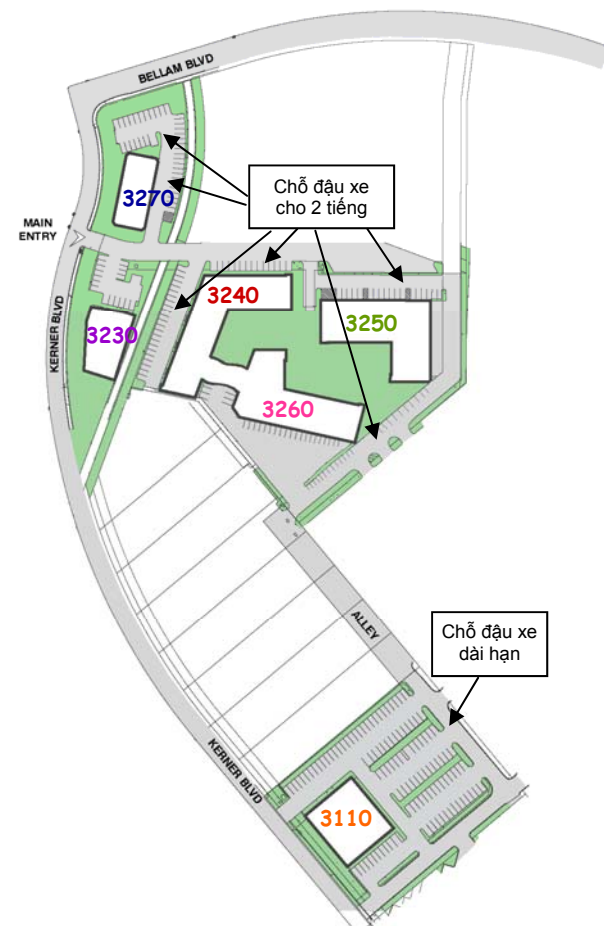 BELLAM BLVD
3270
Chỗ đậu xe
cho 2 tiếng
MAIN
ENTRY
3240
KERNER BLVD
3230
3250
3260
ALLEY
Chỗ đậu xe
dài hạn
KERNER BLVD
3110